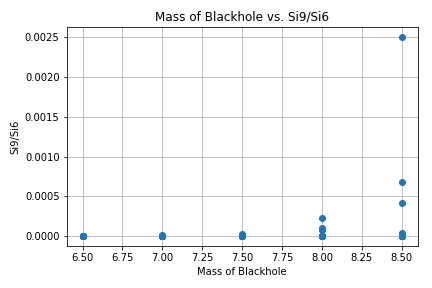 Mass of Blackhole vs. Si9/Si6
0.0025
0.0020
0.0015
0.0010
0.0005
0.0000
Si9/Si6
6.50 6.75 7.00 7.25 7.50 7.75 8.00 8.25 8.50
Mass of Blackhole